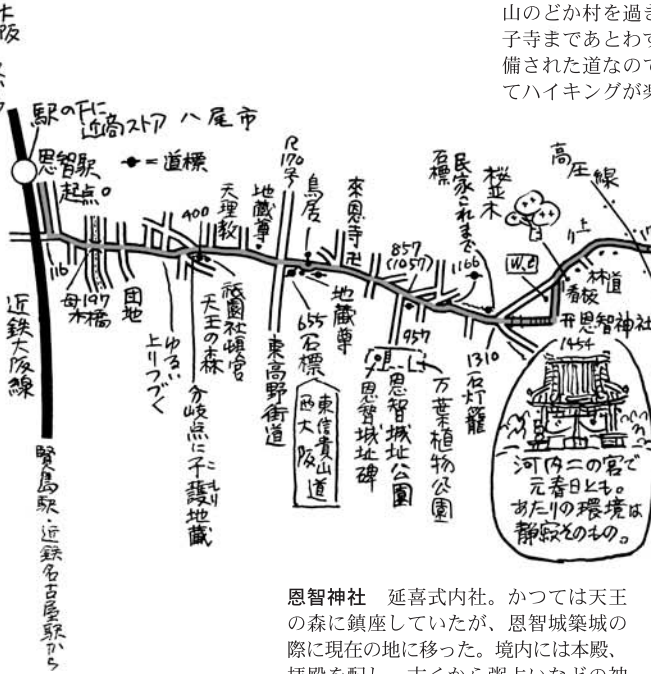 山のどか村を過ぎ
子寺まであとわず
備された道なので
てハイキングが楽
大阪
駅の下に
近商ストア
八尾市
恩智駅
起点。
=道標
116
母木橋
197
団地
ゆるい
上りつづく
400
天理教
祇園社頓宮
天王の森
分岐点に子護地蔵
こもり
地蔵尊
R170号
東高野街道
鳥居
地蔵尊
655
石標
東信貴山道
西大阪
来恩寺卍
857
(1057)
957
恩智城址碑
恩智城址公園
万葉植物公園
民家これまで
石標
1166
1310
石灯籠
桜並木
W.C
上り
高圧線
林道
看板
恩智神社
1454
河内二の宮で
元春日とも。
あたりの環境は
静寂そのもの。
近鉄大阪線
賢島駅・近鉄名古屋駅から
恩智神社 延喜式内社。かつては天王
の森に鎮座していたが、恩智城築城の
際に現在の地に移った。境内には本殿、